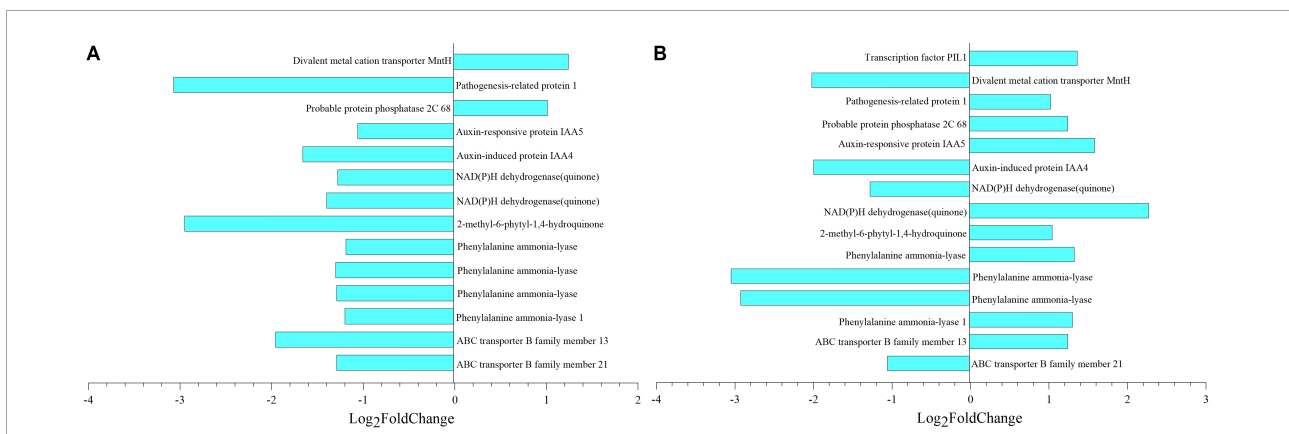 A
Divalent metal cation transporter MntH
Pathogenesis-related protein 1
Probable protein phosphatase 2C 68
Auxin-responsive protein IAA5
Auxin-induced protein IAA4
NAD(P)H dehydrogenase(quinone)
NAD(P)H dehydrogenase(quinone)
2-methyl-6-phytyl-1,4-hydroquinone
Phenylalanine ammonia-lyase
Phenylalanine ammonia-lyase
Phenylalanine ammonia-lyase
Phenylalanine ammonia-lyase 1
ABC transporter B family member 13
ABC transporter B family member 21
-4 -3 -2 -1 0 1 2
Log2FoldChange
B
Transcription factor PIL1
Divalent metal cation transporter MntH
Pathogenesis-related protein 1
Probable protein phosphatase 2C 68
Auxin-responsive protein IAA5
Auxin-induced protein IAA4
NAD(P)H dehydrogenase(quinone)
NAD(P)H dehydrogenase(quinone)
2-methyl-6-phytyl-1,4-hydroquinone
Phenylalanine ammonia-lyase
Phenylalanine ammonia-lyase
Phenylalanine ammonia-lyase
Phenylalanine ammonia-lyase 1
ABC transporter B family member 13
ABC transporter B family member 21
-4 -3 -2 -1 0 1 2 3
Log2FoldChange